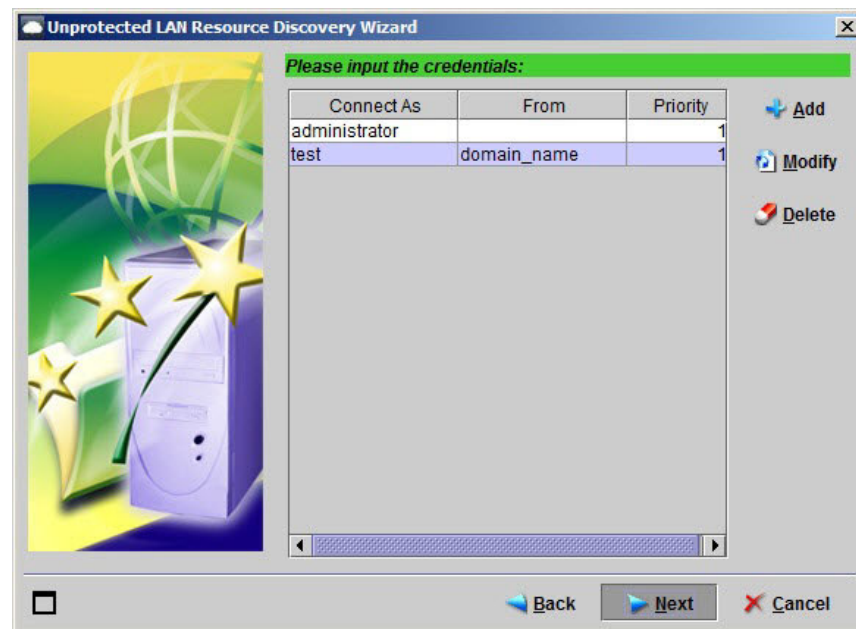 Unprotected LAN Resource Discovery Wizard
Please input the credentials:
Connect As From Priority
administrator 1
test domain_name 1
Add
Modify
Delete
Back Next Cancel